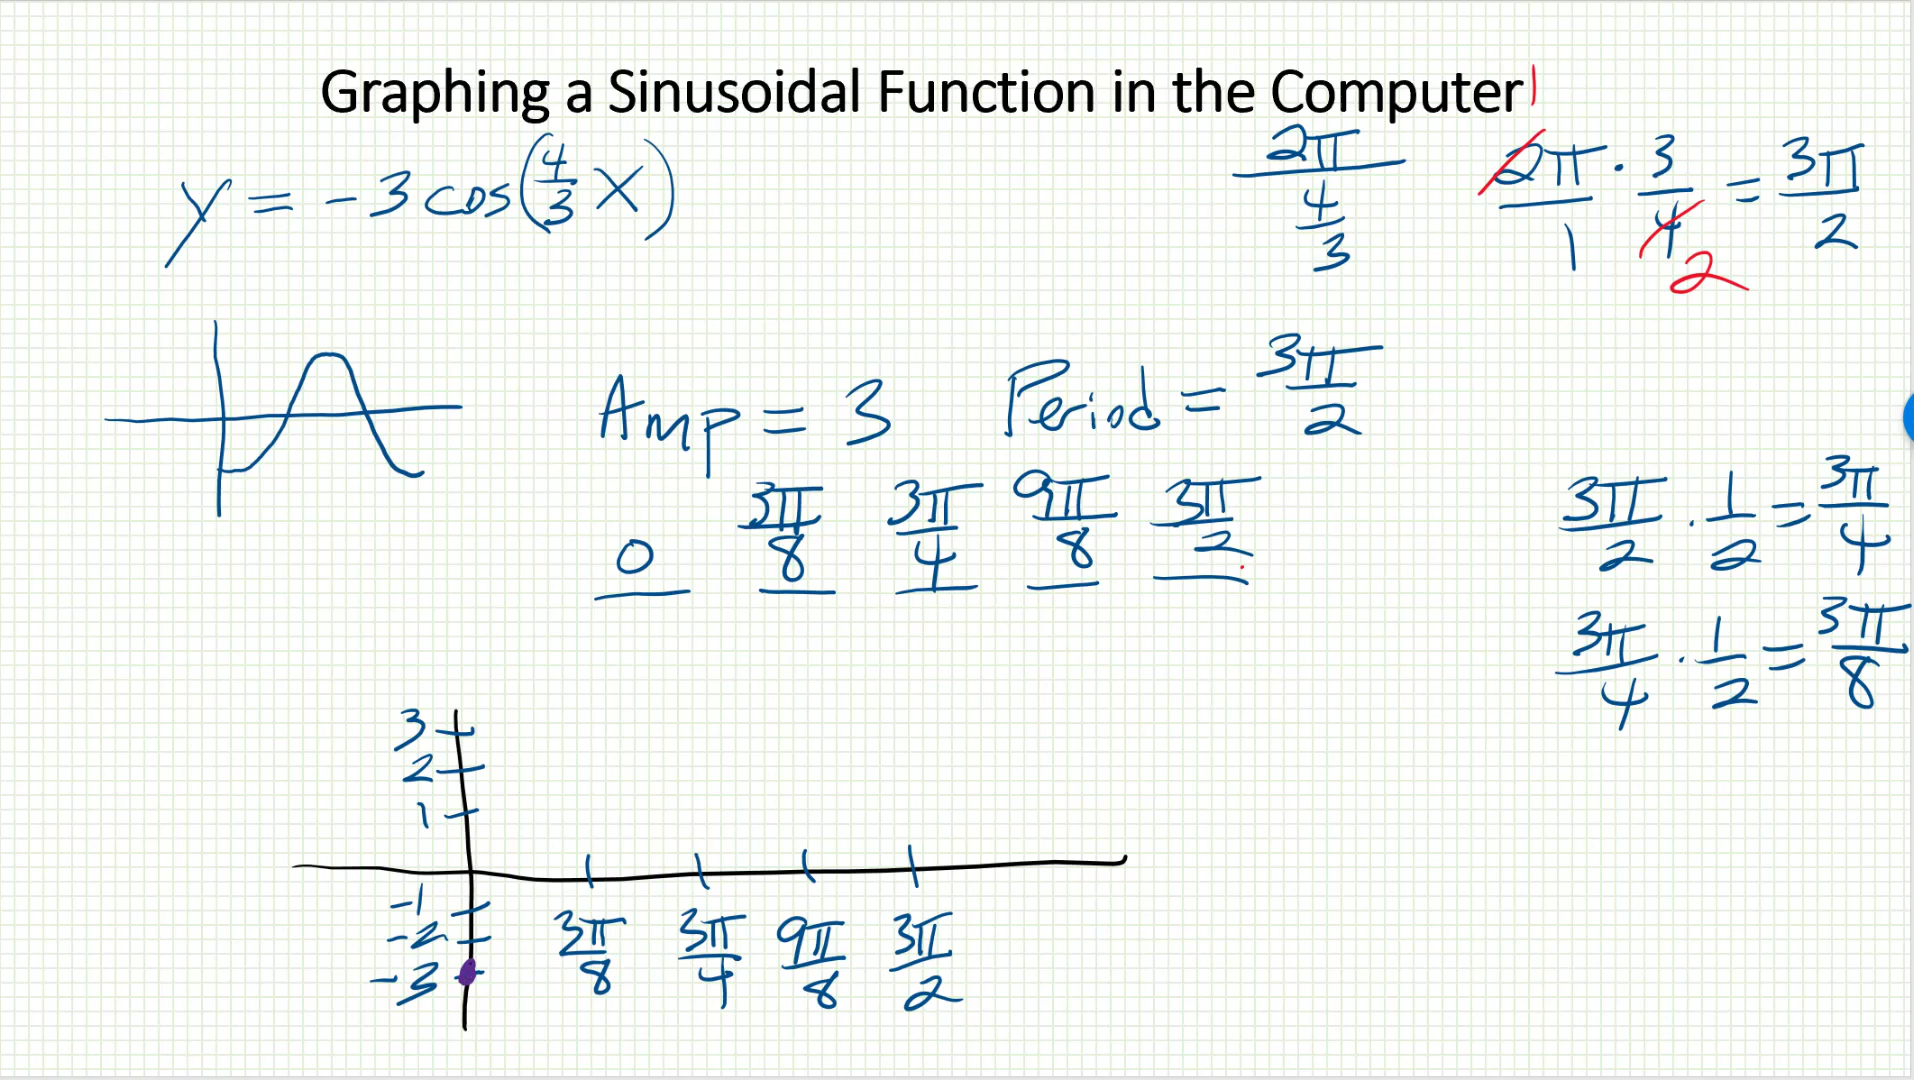 Graphing a Sinusoidal Function in the Computer
y = -3 cos(4/3 x)
2π / (4/3)
2π/1 · 3/4 = 3π/2
1
2
Amp = 3 Period = 3π/2
0 3π/8 3π/4 9π/8 3π/2
3π/2 · 1/2 = 3π/4
3π/4 · 1/2 = 3π/8
3
2
1
-1
-2
-3
3π/8 3π/4 9π/8 3π/2